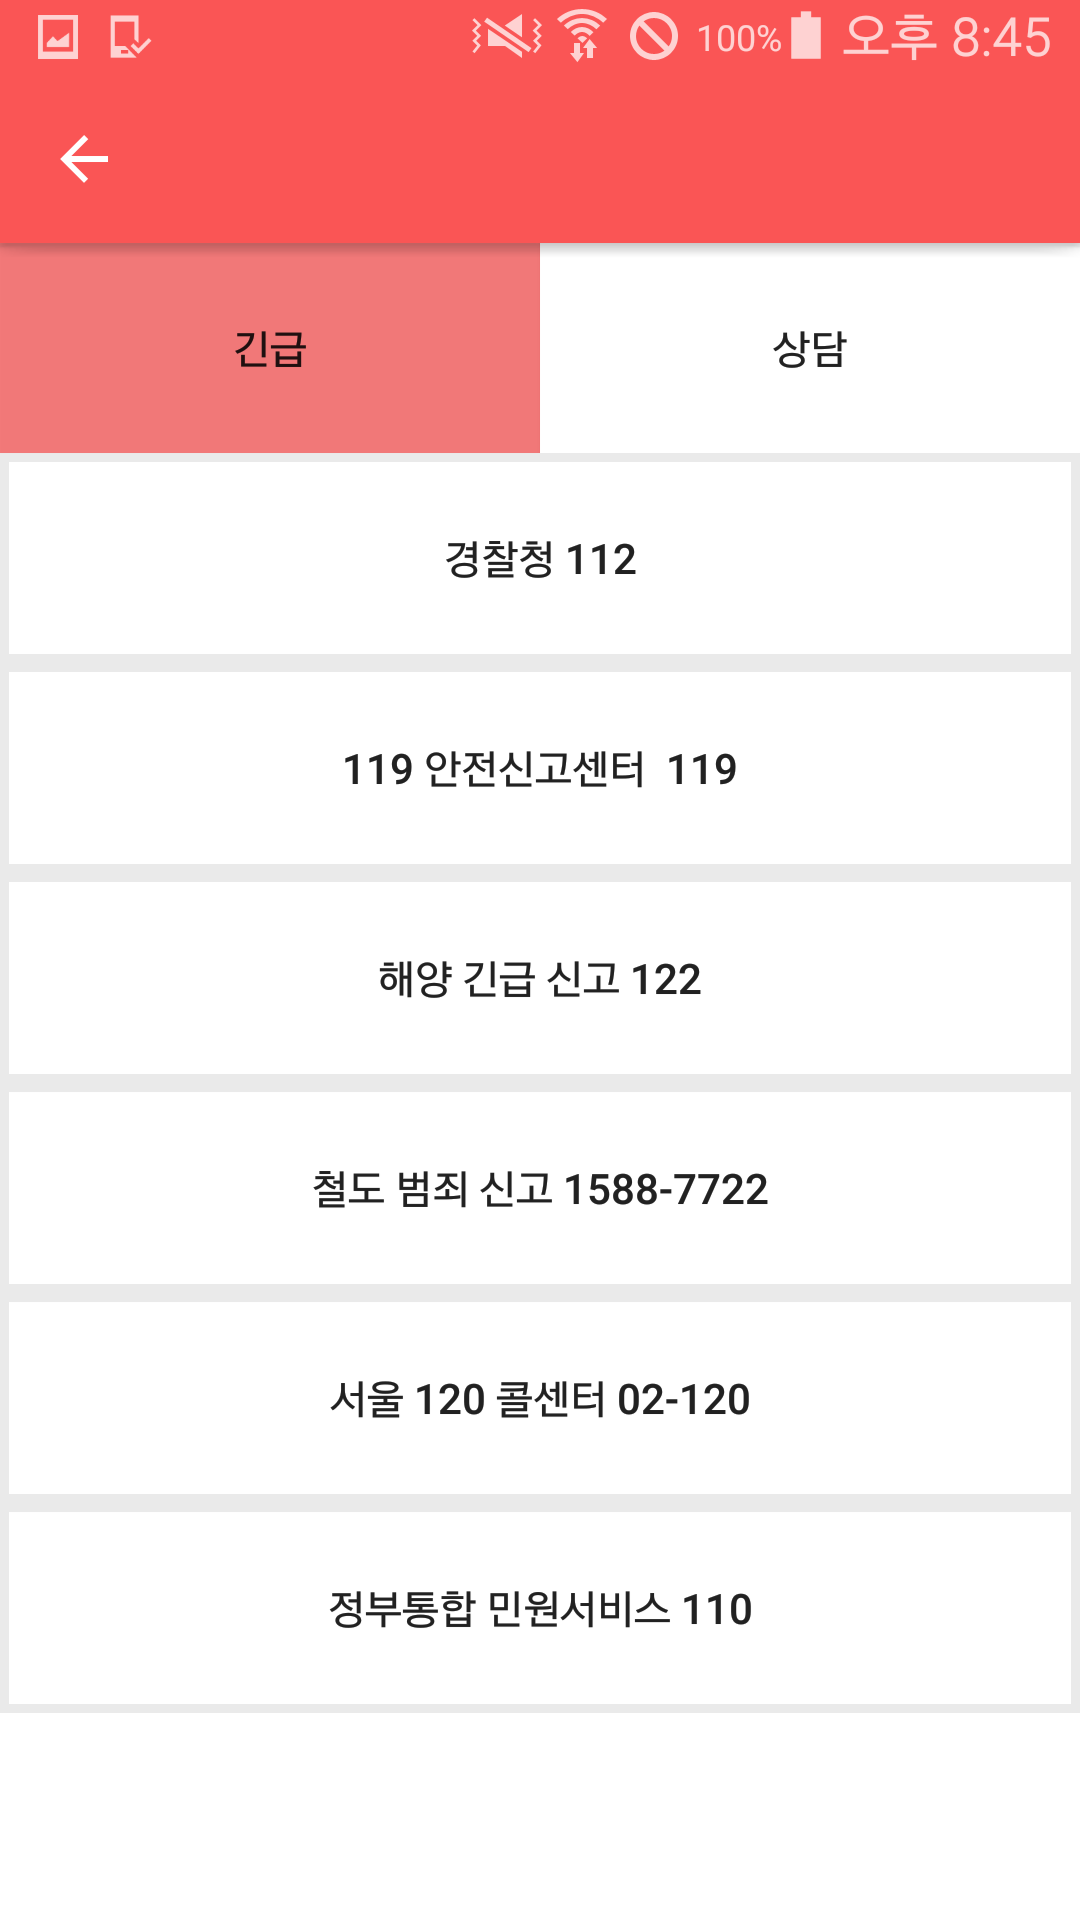 100% 오후 8:45
긴급 상담
경찰청 112
119 안전신고센터  119
해양 긴급 신고 122
철도 범죄 신고 1588-7722
서울 120 콜센터 02-120
정부통합 민원서비스 110